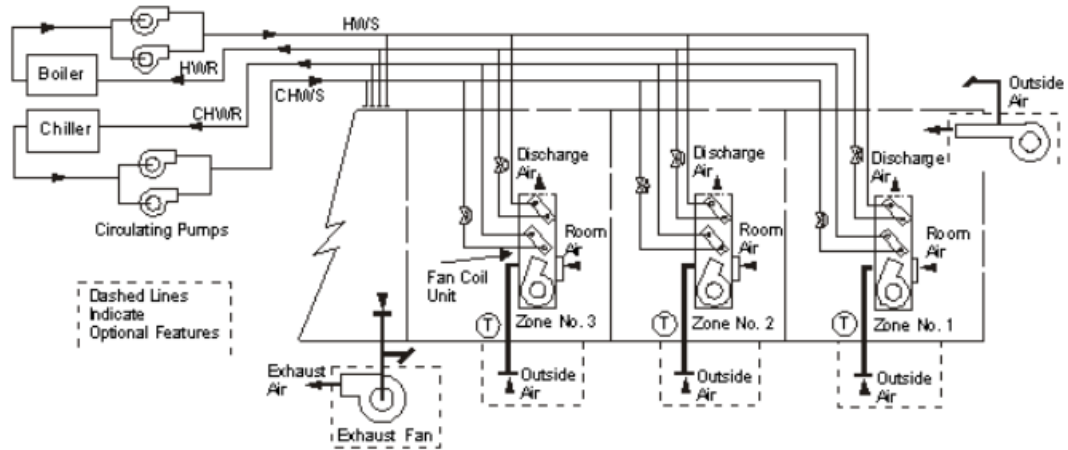 HWS
Boiler
HWR
CHWS
CHWR
Chiller
Circulating Pumps
Outside
Air
Discharge
Air
Discharge
Air
Discharge
Air
Room
Air
Room
Air
Room
Air
Fan Coil
Unit
Dashed Lines
Indicate
Optional Features
T
Zone No. 3
T
Zone No. 2
T
Zone No. 1
Exhaust
Air
Outside
Air
Outside
Air
Outside
Air
Exhaust Fan